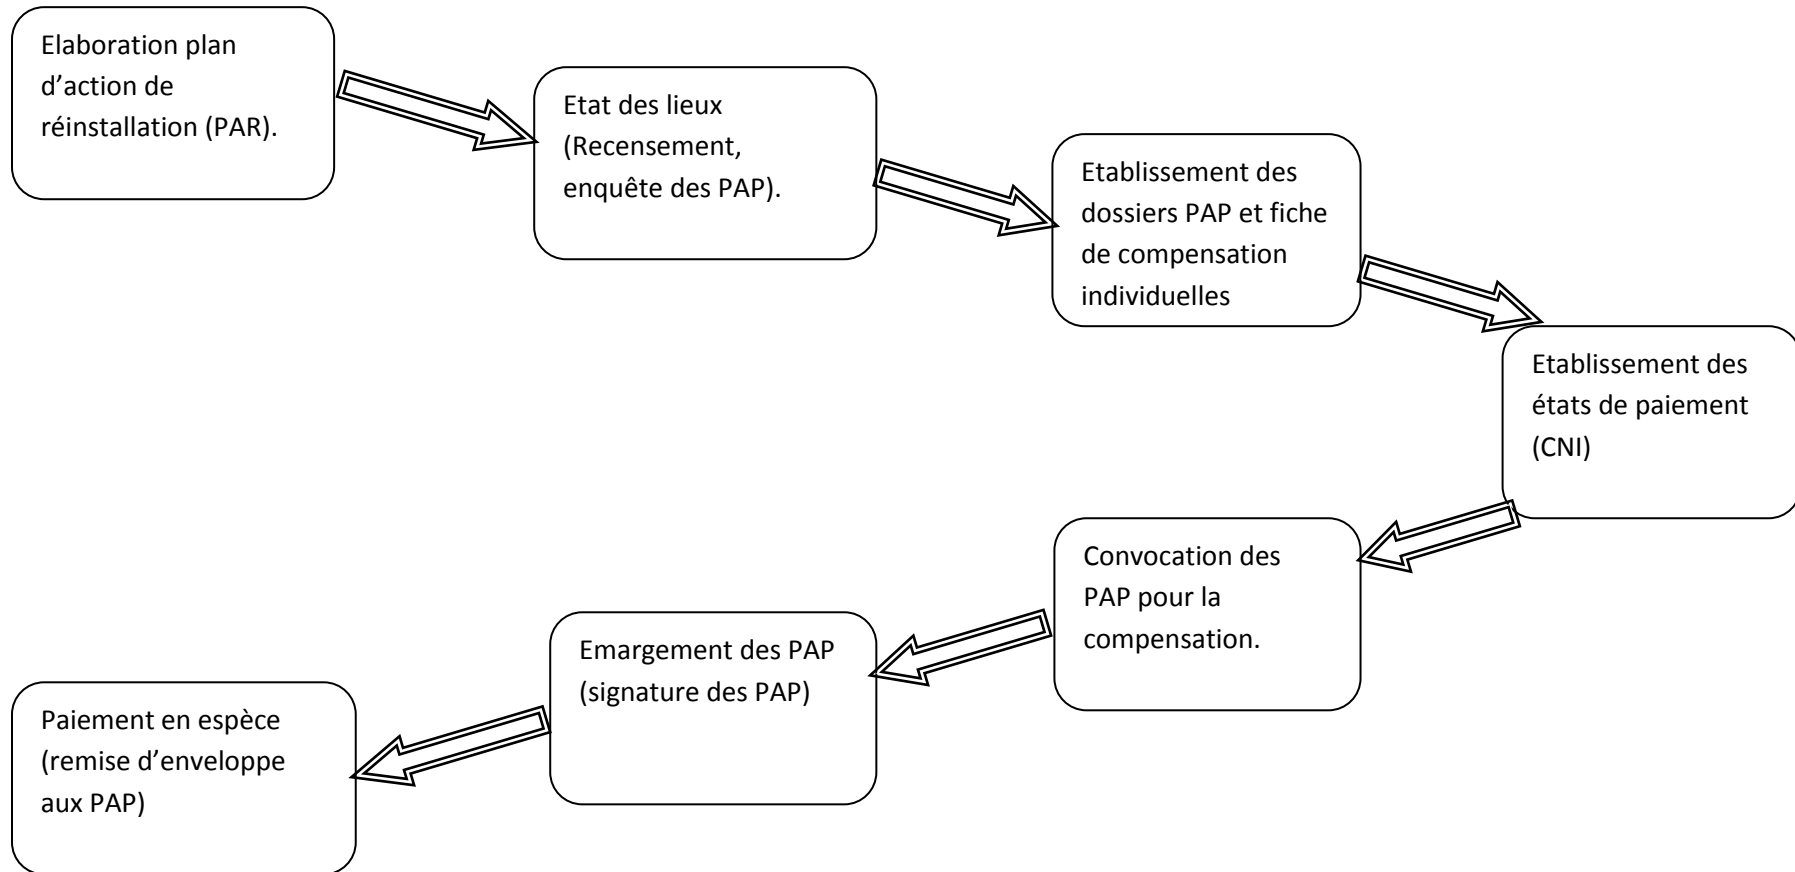 Elaboration plan
d’action de
réinstallation (PAR).
Etat des lieux
(Recensement,
enquête des PAP).
Etablissement des
dossiers PAP et fiche
de compensation
individuelles
Etablissement des
états de paiement
(CNI)
Convocation des
PAP pour la
compensation.
Emargement des PAP
(signature des PAP)
Paiement en espèce
(remise d’enveloppe
aux PAP)